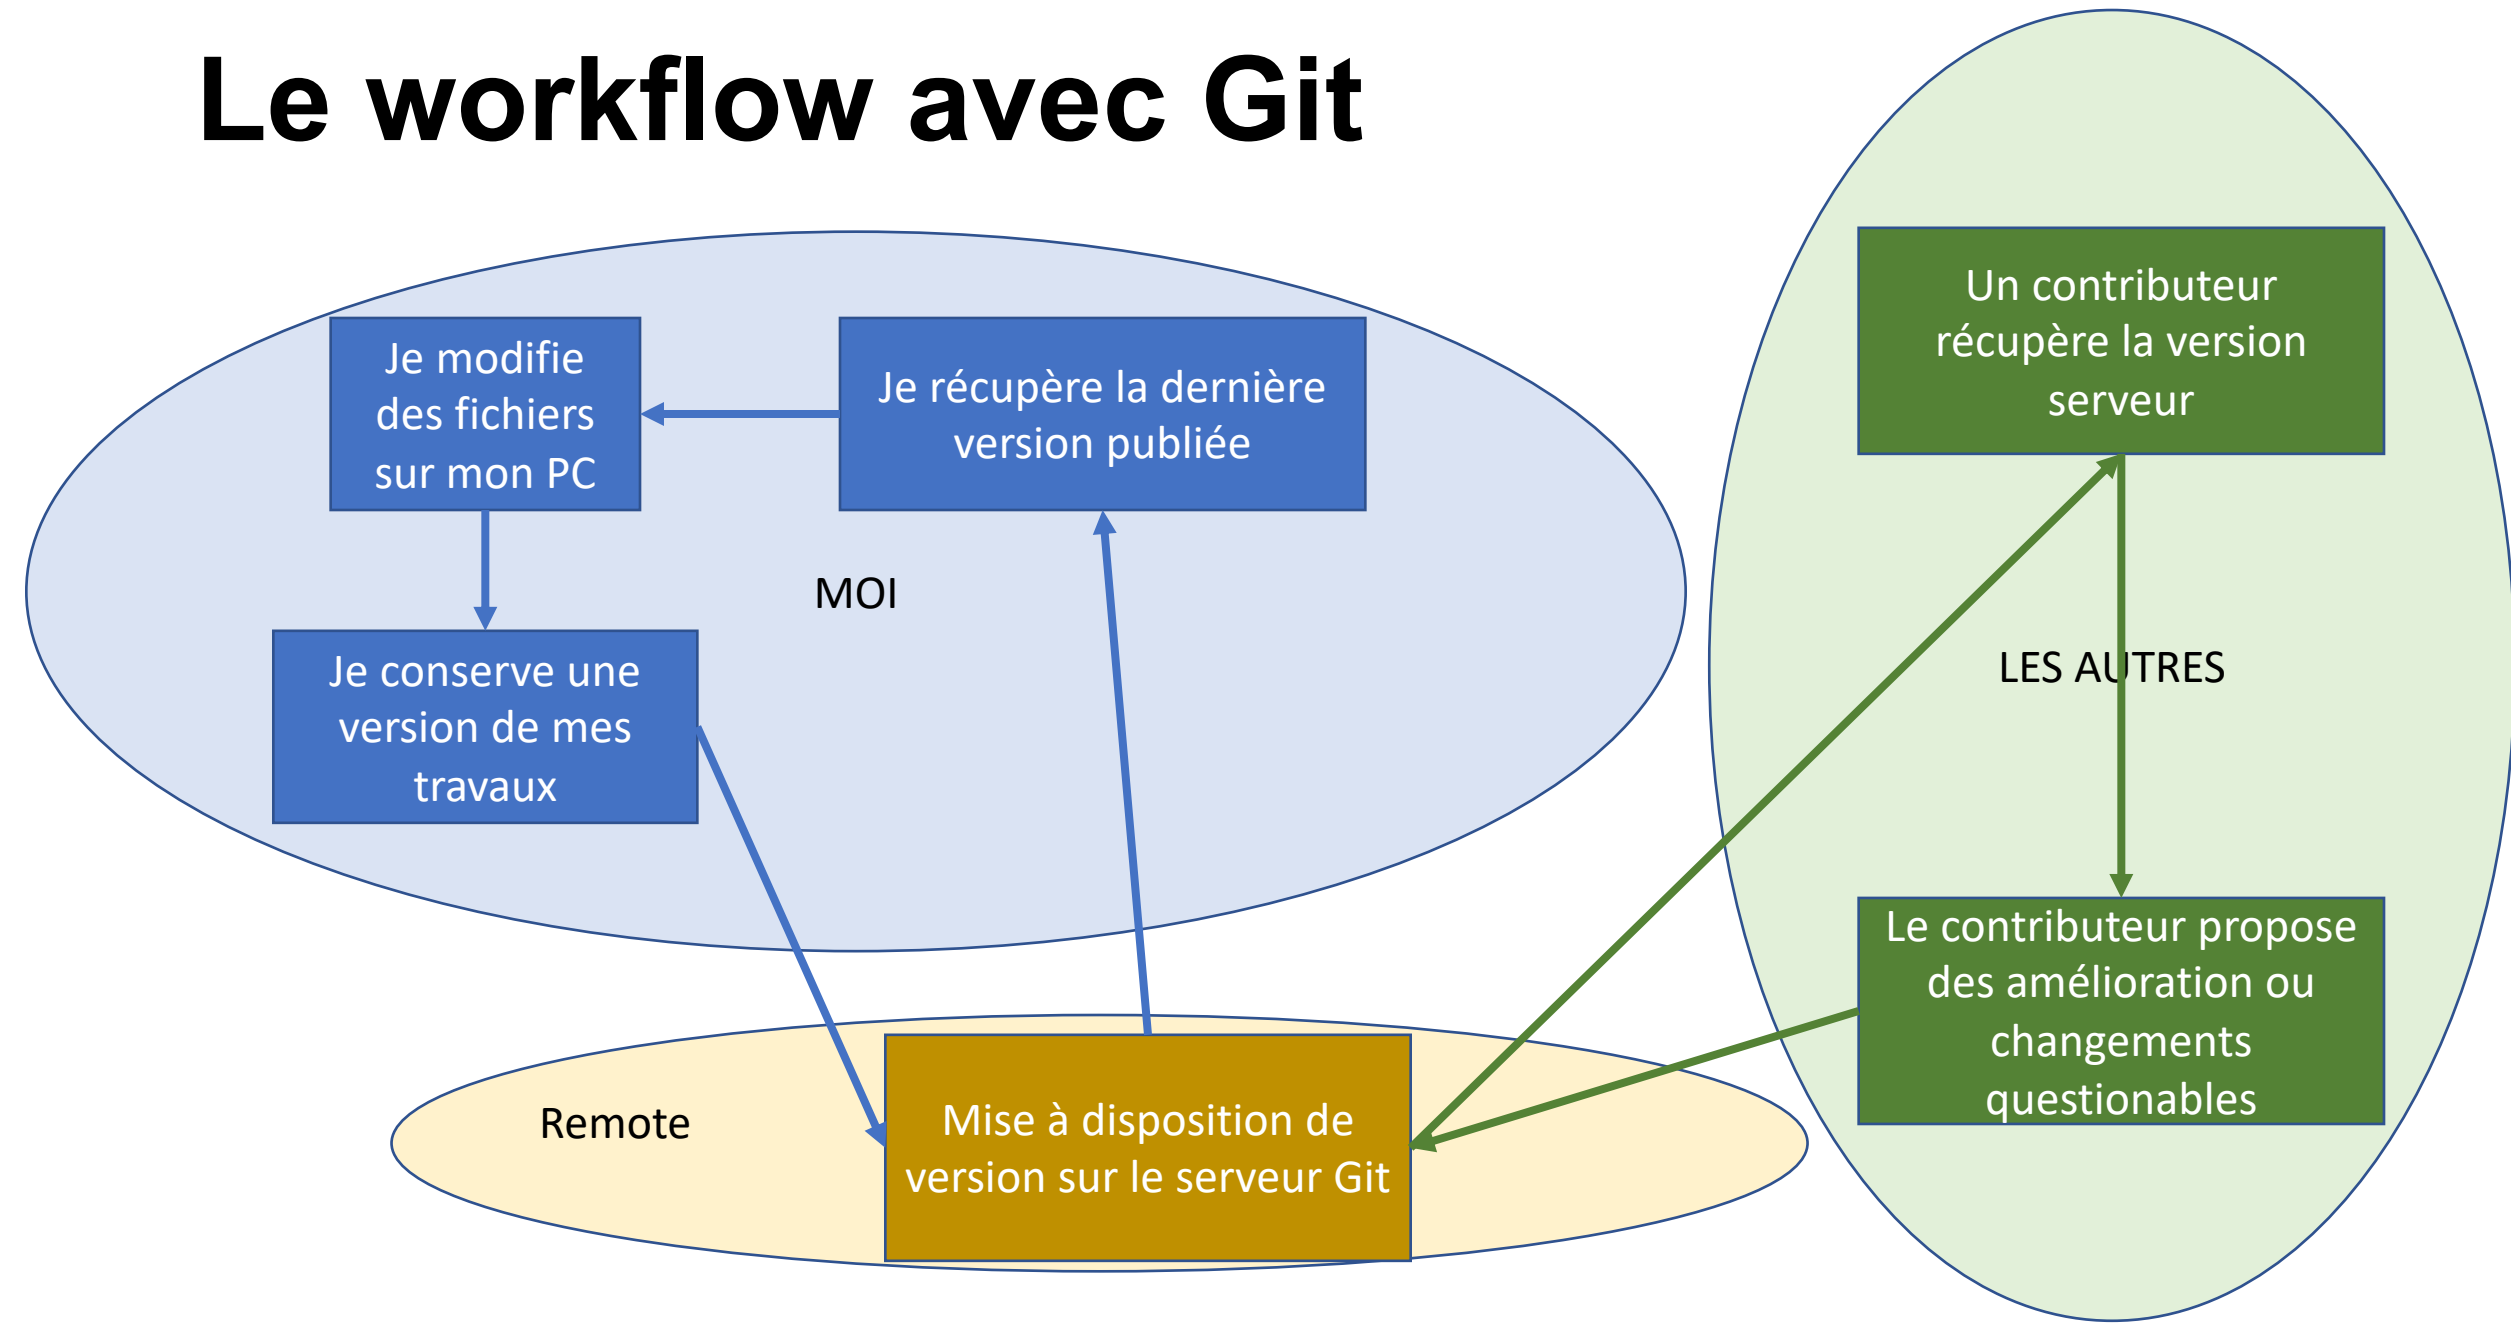 Le workflow avec Git
Je modifie
des fichiers
sur mon PC
Je récupère la dernière
version publiée
MOI
Je conserve une
version de mes
travaux
Remote
Mise à disposition de
version sur le serveur Git
Un contributeur
récupère la version
serveur
LES AUTRES
Le contributeur propose
des amélioration ou
changements
questionables